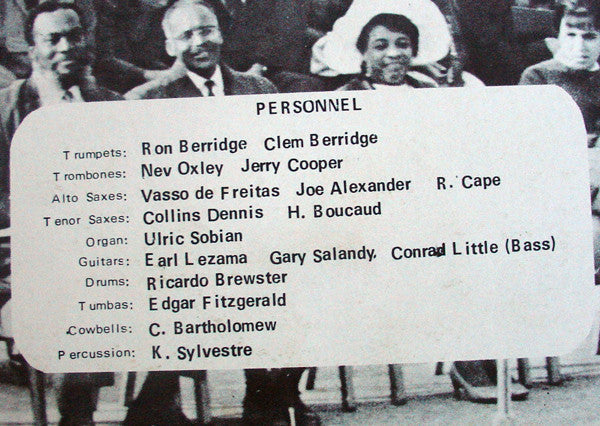 PERSONNEL
Trumpets: Ron Berridge Clem Berridge
Trombones: Nev Oxley Jerry Cooper
Alto Saxes: Vasso de Freitas Joe Alexander R. Cape
Tenor Saxes: Collins Dennis H. Boucaud
Organ: Ulric Sobian
Guitars: Earl Lezama Gary Salandy, Conrad Little (Bass)
Drums: Ricardo Brewster
Tumbas: Edgar Fitzgerald
Cowbells: C. Bartholomew
Percussion: K. Sylvestre